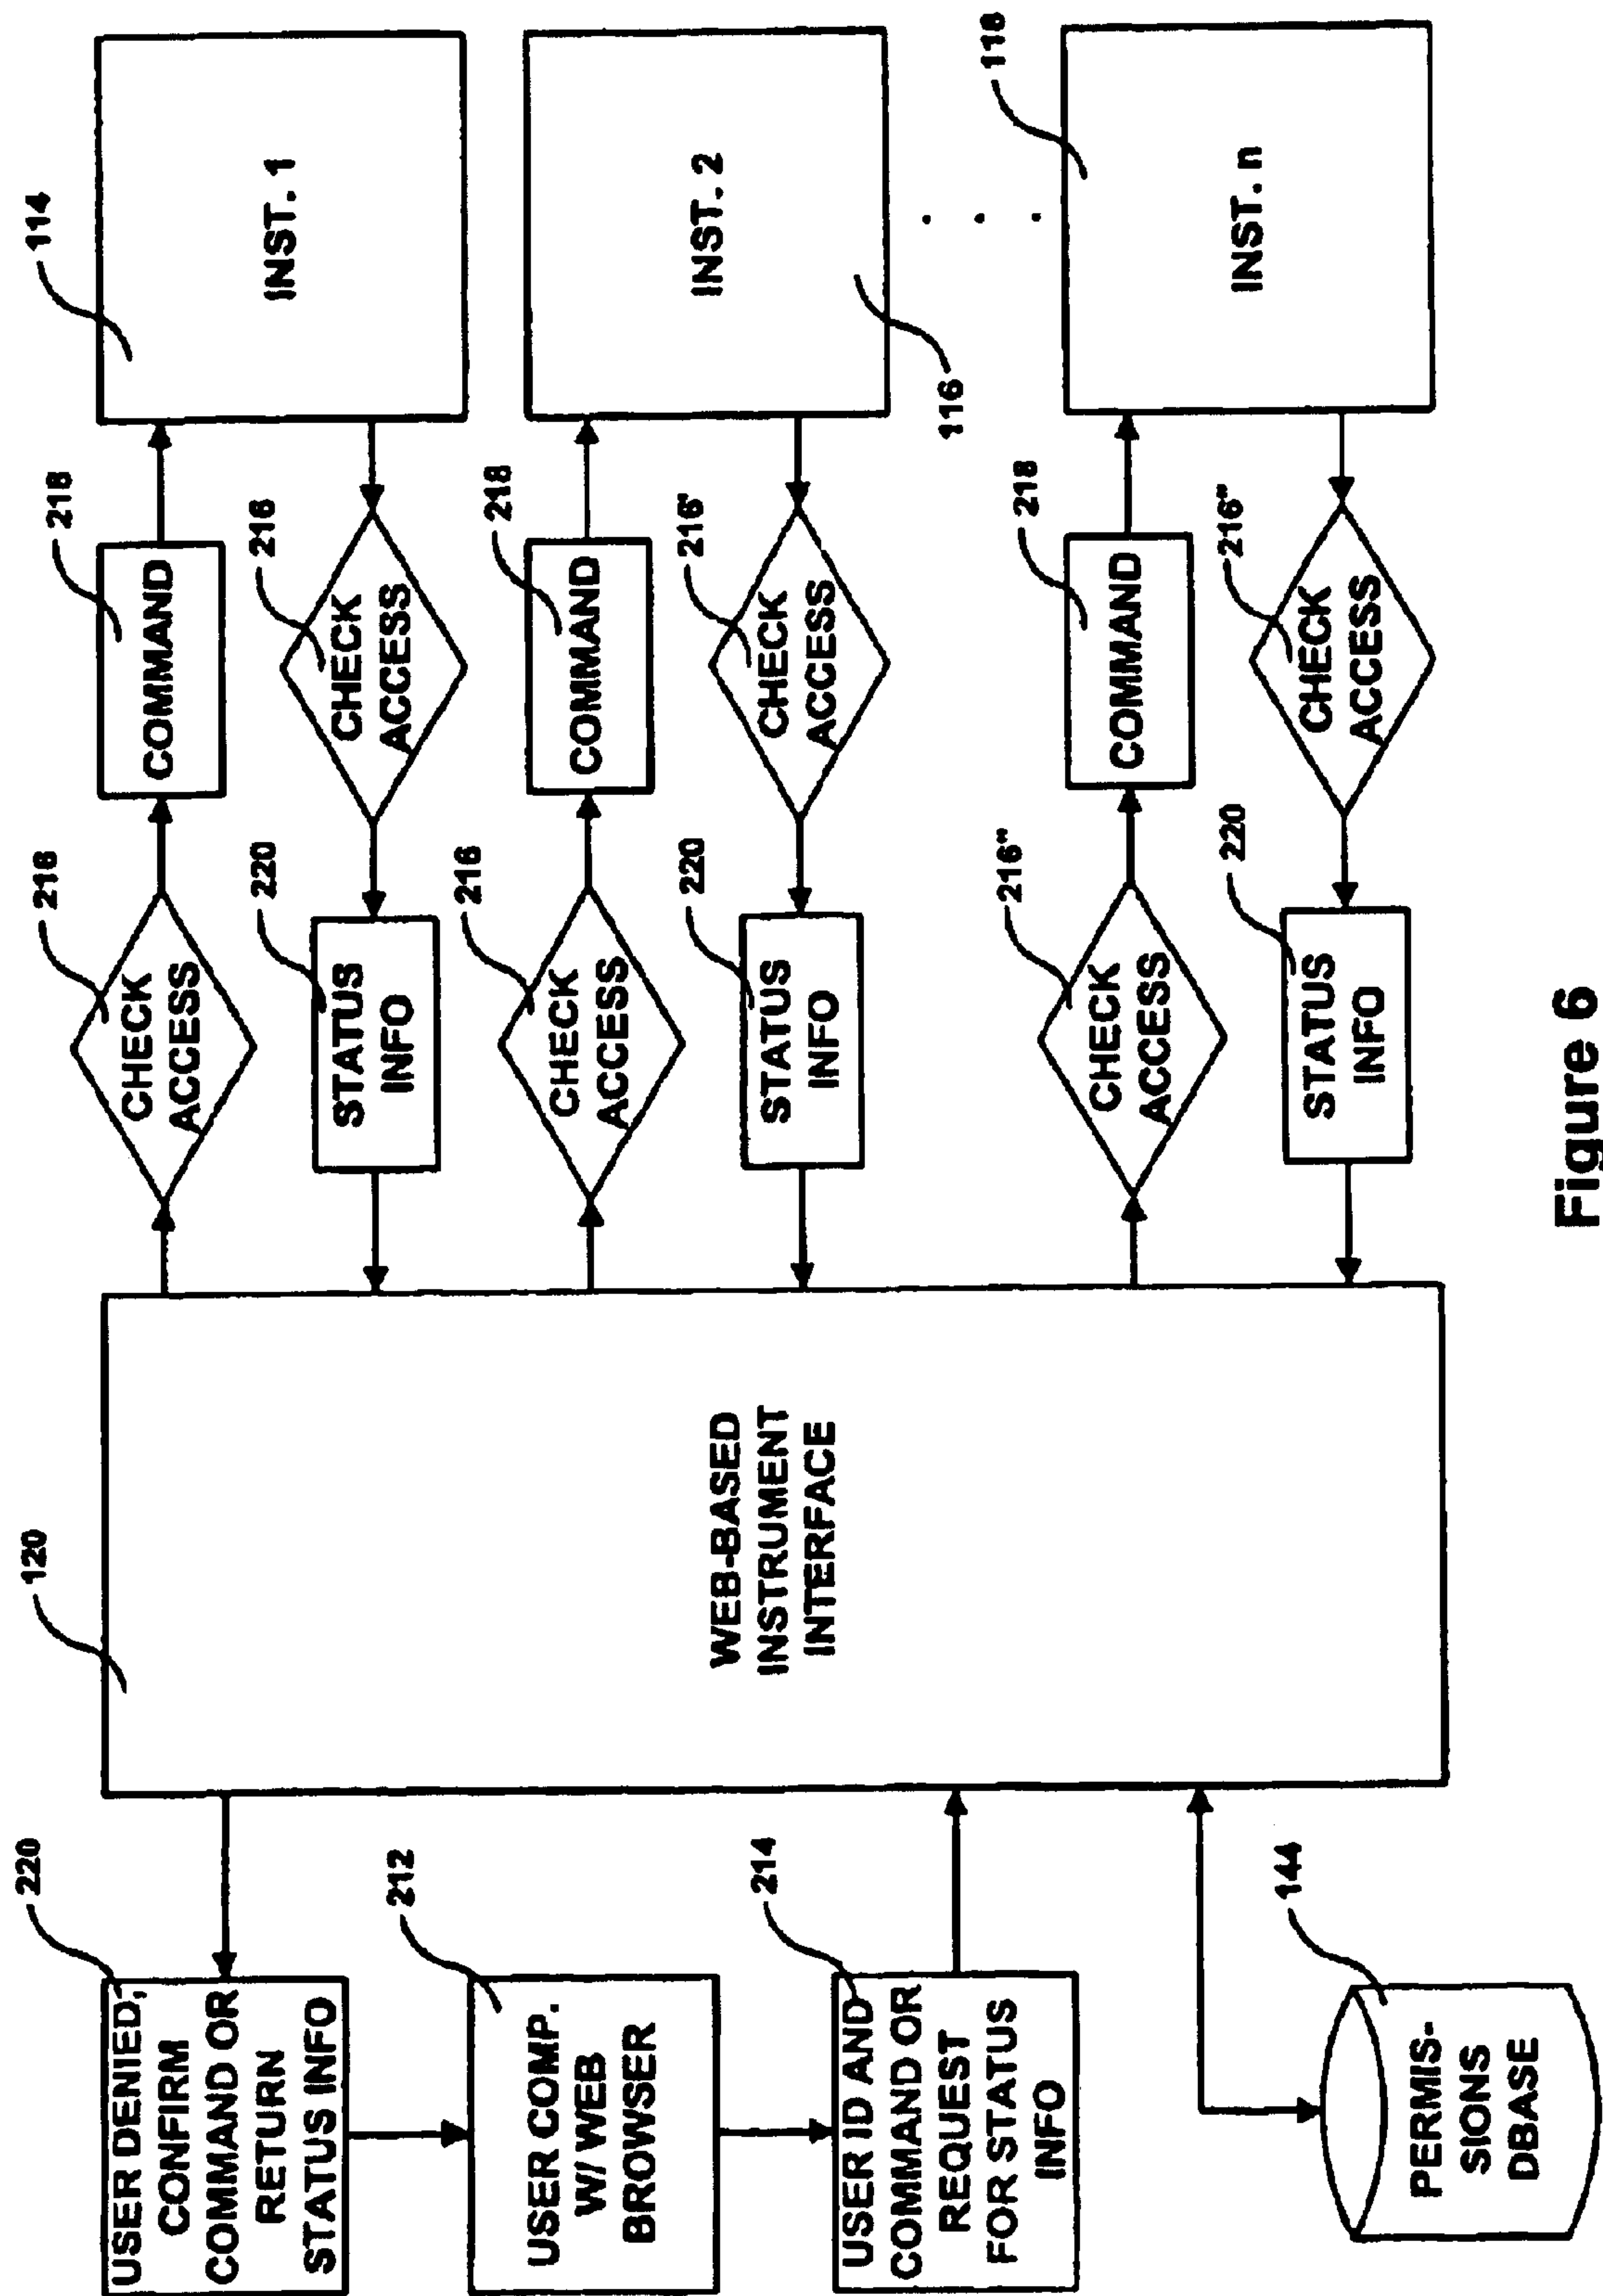 220
USER DENIED,
CONFIRM
COMMAND OR
RETURN
STATUS INFO
212
USER COMP.
W/ WEB
BROWSER
214
USER ID AND
COMMAND OR
REQUEST
FOR STATUS
INFO
144
PERMIS-
SIONS
DBASE
120
WEB-BASED
INSTRUMENT
INTERFACE
216
CHECK
ACCESS
218
COMMAND
114
INST. 1
220
STATUS
INFO
216
CHECK
ACCESS
216
CHECK
ACCESS
218
COMMAND
INST. 2
116
220
STATUS
INFO
216'
CHECK
ACCESS
. . .
216"
CHECK
ACCESS
218
COMMAND
118
INST. n
220
STATUS
INFO
216"
CHECK
ACCESS
Figure 6